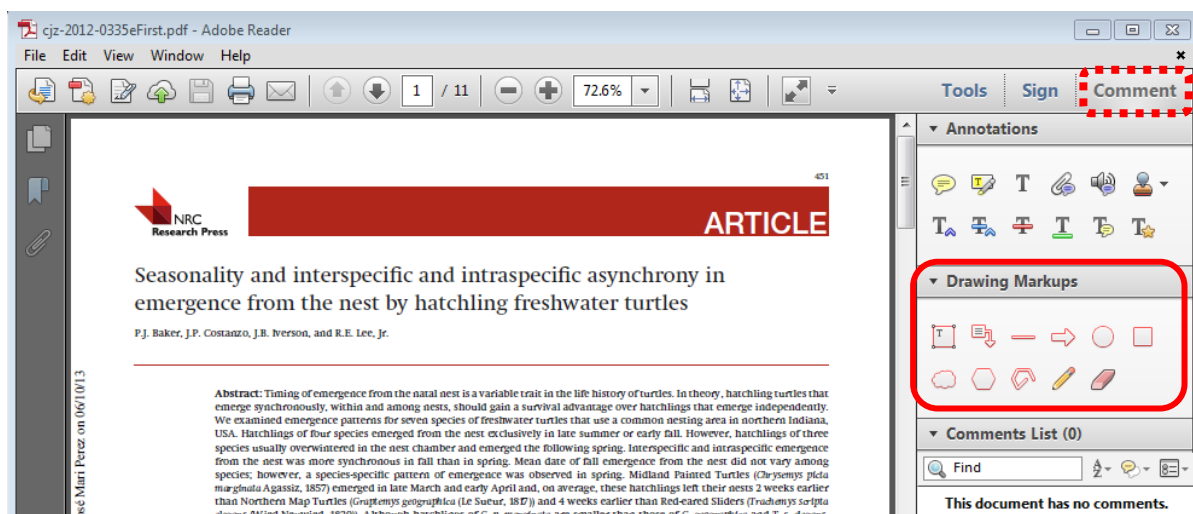 cjz-2012-0335eFirst.pdf - Adobe Reader
File Edit View Window Help
1 / 11 72.6% Tools Sign Comment
Annotations
T
T T T T T T
Drawing Markups
T
Comments List (0)
Find
This document has no comments.
451
NRC
Research Press
ARTICLE
Seasonality and interspecific and intraspecific asynchrony in
emergence from the nest by hatchling freshwater turtles
P.J. Baker, J.P. Costanzo, J.B. Iverson, and R.E. Lee, Jr.
Abstract: Timing of emergence from the natal nest is a variable trait in the life history of turtles. In theory, hatchling turtles that
emerge synchronously, within and among nests, should gain a survival advantage over hatchlings that emerge independently.
We examined emergence patterns for seven species of freshwater turtles that use a common nesting area in northern Indiana,
USA. Hatchlings of four species emerged from the nest exclusively in late summer or early fall. However, hatchlings of three
species usually overwintered in the nest chamber and emerged the following spring. Interspecific and intraspecific emergence
from the nest was more synchronous in fall than in spring. Mean date of fall emergence from the nest did not vary among
species; however, a species-specific pattern of emergence was observed in spring. Midland Painted Turtles (Chrysemys picta
marginata Agassiz, 1857) emerged in late March and early April and, on average, these hatchlings left their nests 2 weeks earlier
than Northern Map Turtles (Graptemys geographica (Le Sueur, 1817)) and 4 weeks earlier than Red-eared Sliders (Trachemys scripta
Mari Perez on 06/10/13